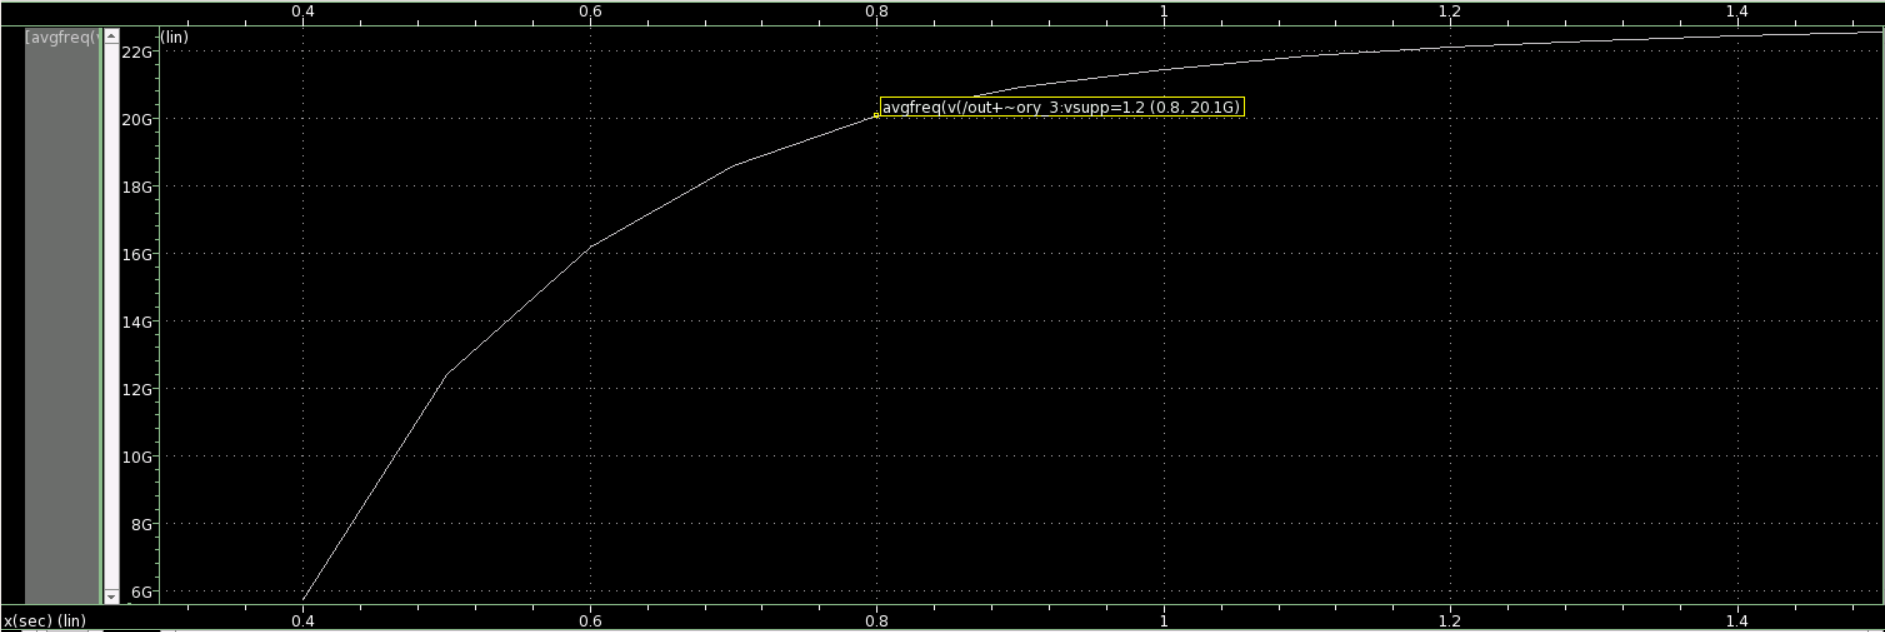 0.4 0.6 0.8 1 1.2 1.4
[avgfreq(
(lin)
22G
avgfreq(v(/out+~ory_3:vsupp=1.2 (0.8, 20.1G)
20G
18G
16G
14G
12G
10G
8G
6G
x(sec) (lin) 0.4 0.6 0.8 1 1.2 1.4